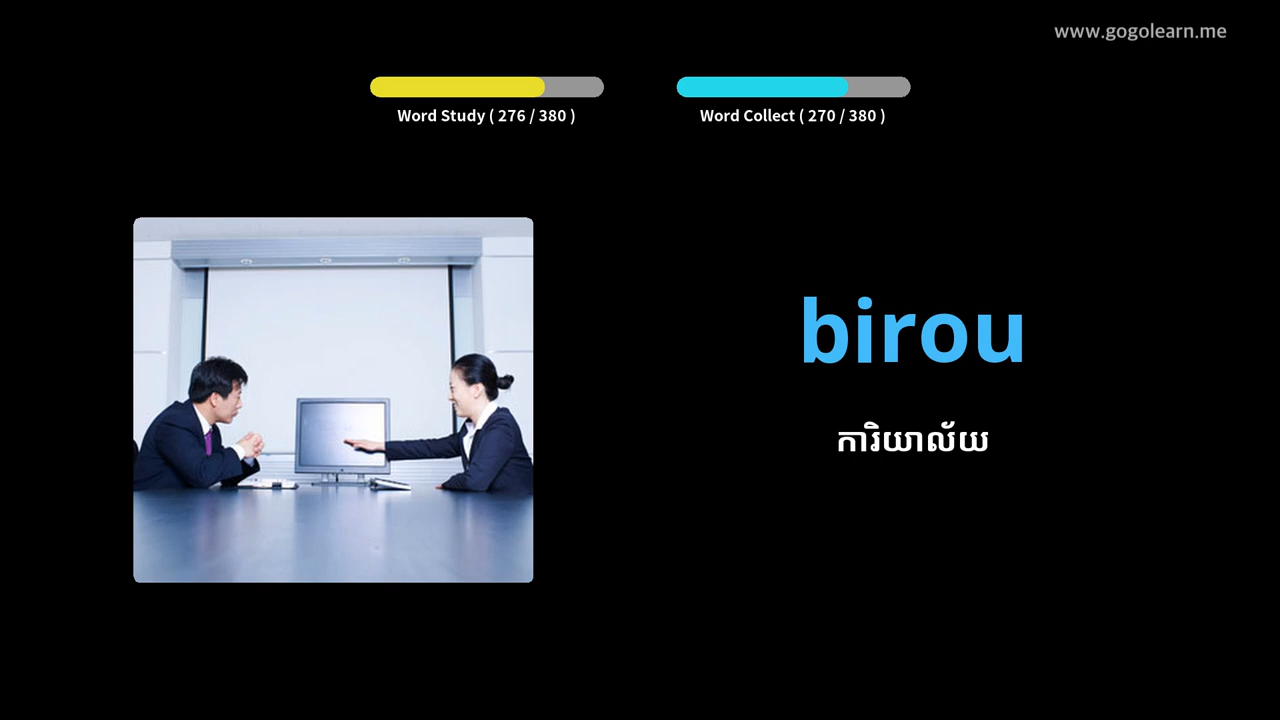 www.gogolearn.me
Word Study ( 276 / 380 )
Word Collect ( 270 / 380 )
birou
ការិយាល័យ